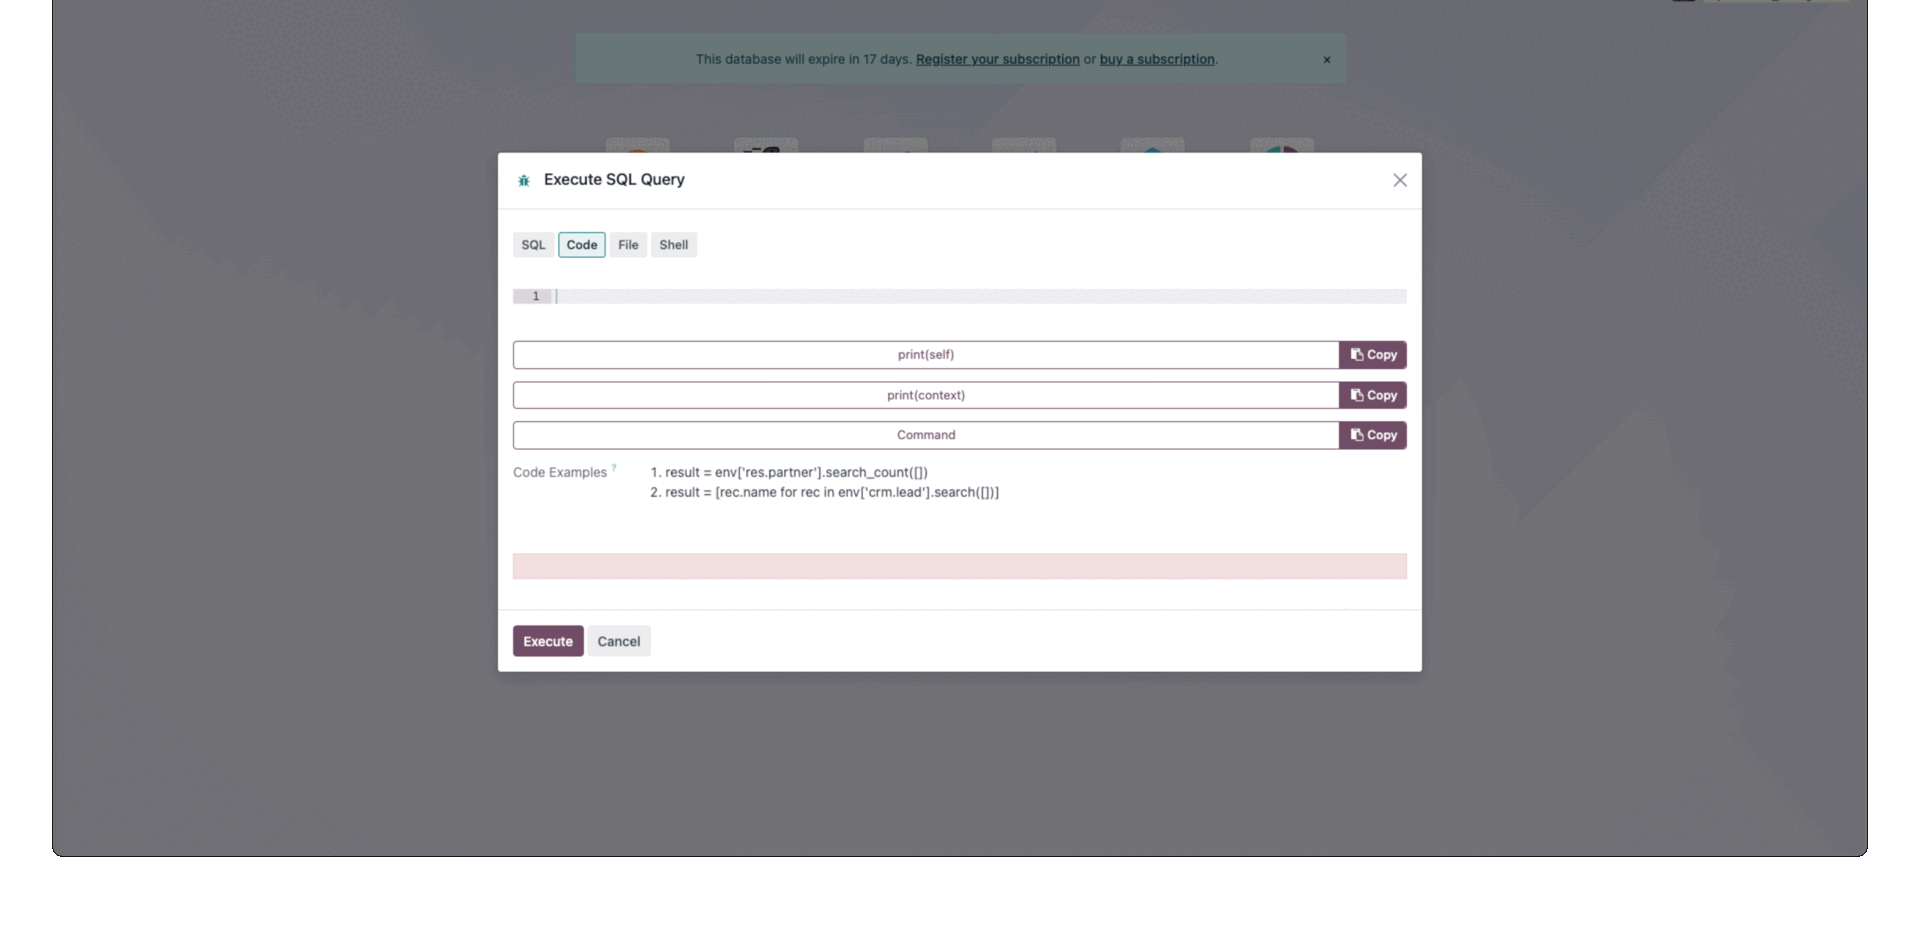 This database will expire in 17 days. Register your subscription or buy a subscription. ×
Execute SQL Query
SQL Code File Shell
1
print(self) Copy
print(context) Copy
Command Copy
Code Examples ? 1. result = env['res.partner'].search_count([])
2. result = [rec.name for rec in env['crm.lead'].search([])]
Execute Cancel